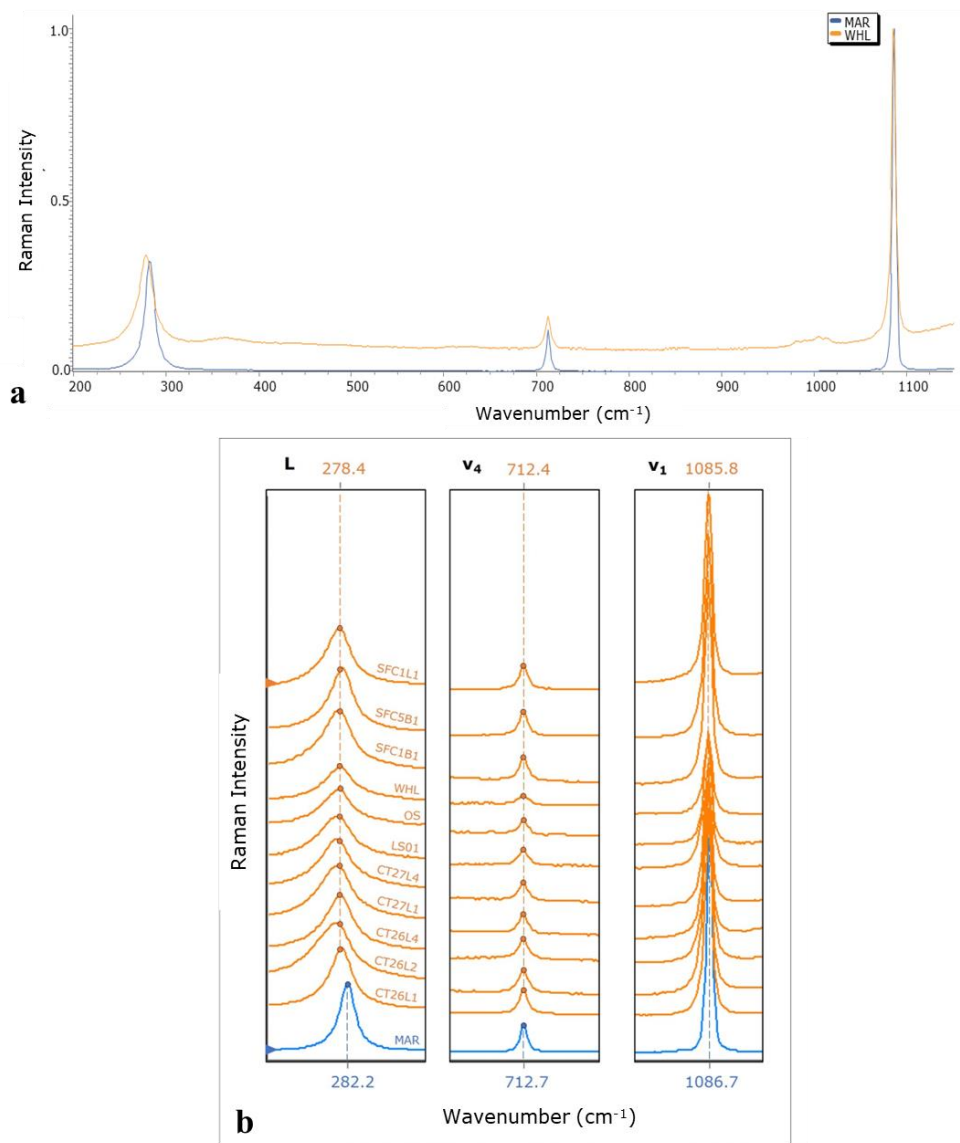 MAR
WHL
1.0
0.5
0.0
Raman Intensity
200 300 400 500 600 700 800 900 1000 1100
Wavenumber (cm⁻¹)
a
L 278.4 v₄ 712.4 v₁ 1085.8
SFC1L1
SFC5B1
SFC1B1
WHL
OS
LS01
CT27L4
CT27L1
CT26L4
CT26L2
CT26L1
MAR
Raman Intensity
282.2 712.7 1086.7
Wavenumber (cm⁻¹)
b